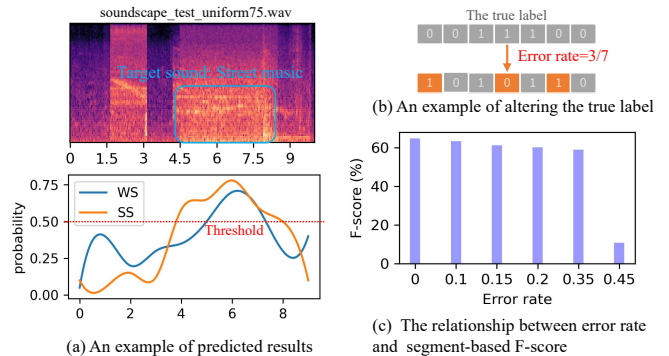 soundscape_test_uniform75.wav
Target sound: Street music
0 1.5 3 4.5 6 7.5 9
probability
0.75
0.50
0.25
0.00
WS
SS
Threshold
0 2 4 6 8
(a) An example of predicted results
The true label
0 0 1 1 1 0 0
Error rate=3/7
1 0 1 0 1 1 0
(b) An example of altering the true label
F-score (%)
60
40
20
0
0 0.1 0.15 0.2 0.35 0.45
Error rate
(c) The relationship between error rate
and segment-based F-score